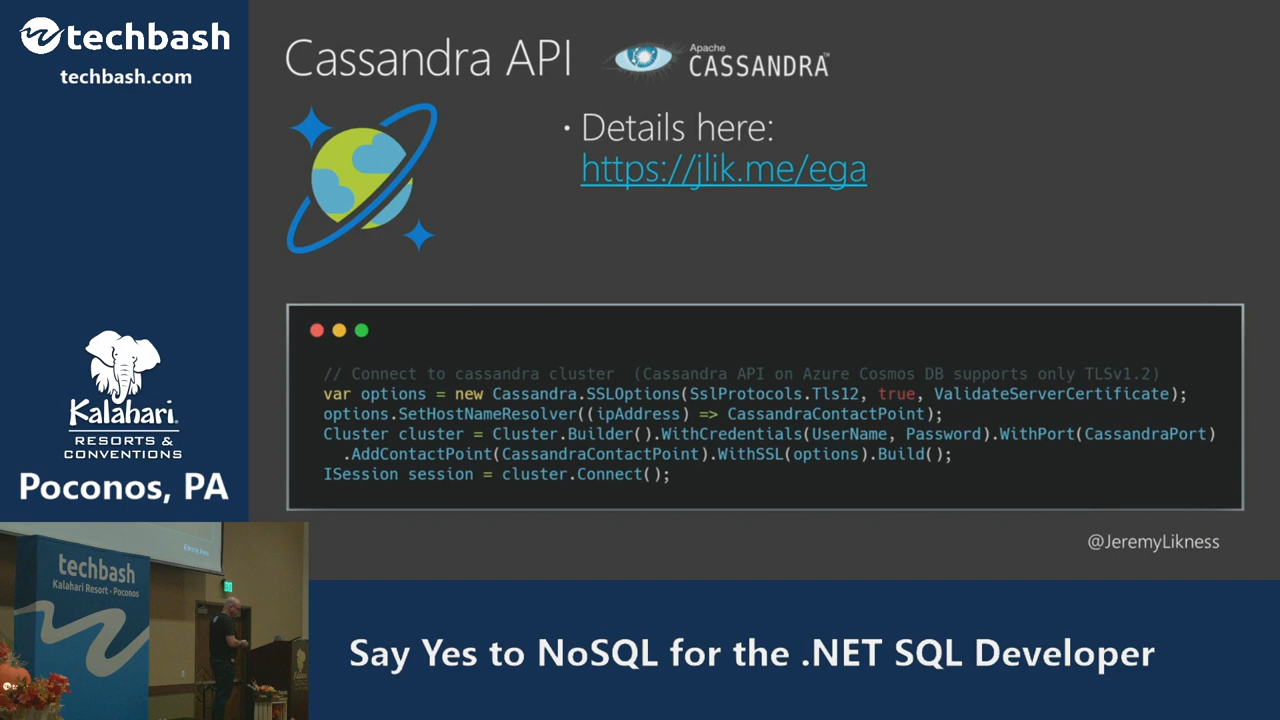 techbash
techbash.com
Kalahari.
RESORTS &
CONVENTIONS
Poconos, PA
Cassandra API
Apache
CASSANDRA™
· Details here:
https://jlik.me/ega
// Connect to cassandra cluster  (Cassandra API on Azure Cosmos DB supports only TLSv1.2)
var options = new Cassandra.SSLOptions(SslProtocols.Tls12, true, ValidateServerCertificate);
options.SetHostNameResolver((ipAddress) => CassandraContactPoint);
Cluster cluster = Cluster.Builder().WithCredentials(UserName, Password).WithPort(CassandraPort)
.AddContactPoint(CassandraContactPoint).WithSSL(options).Build();
ISession session = cluster.Connect();
@JeremyLikness
techbash
Kalahari Resort · Poconos
Say Yes to NoSQL for the .NET SQL Developer